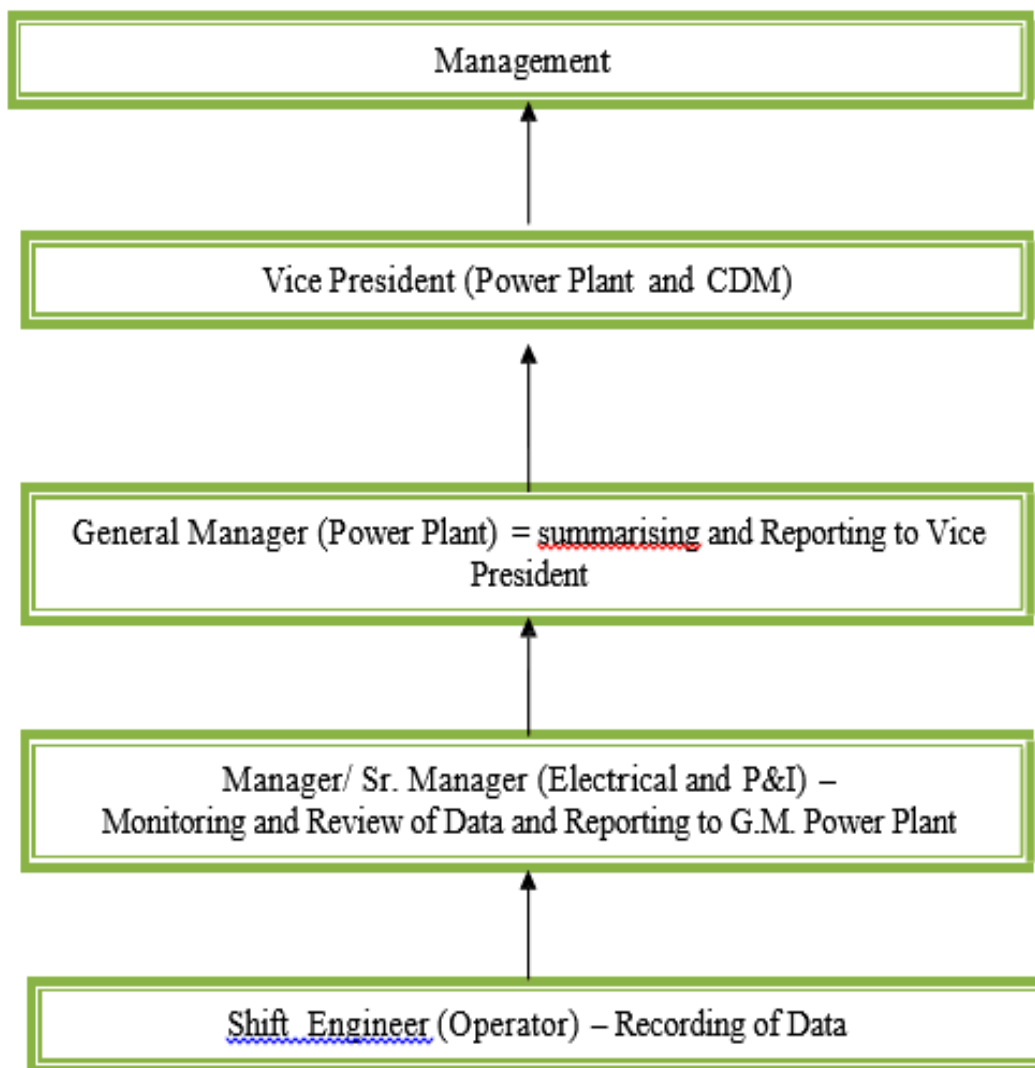 Management
Vice President (Power Plant and CDM)
General Manager (Power Plant) = summarising and Reporting to Vice
President
Manager/ Sr. Manager (Electrical and P&I) –
Monitoring and Review of Data and Reporting to G.M. Power Plant
Shift Engineer (Operator) – Recording of Data